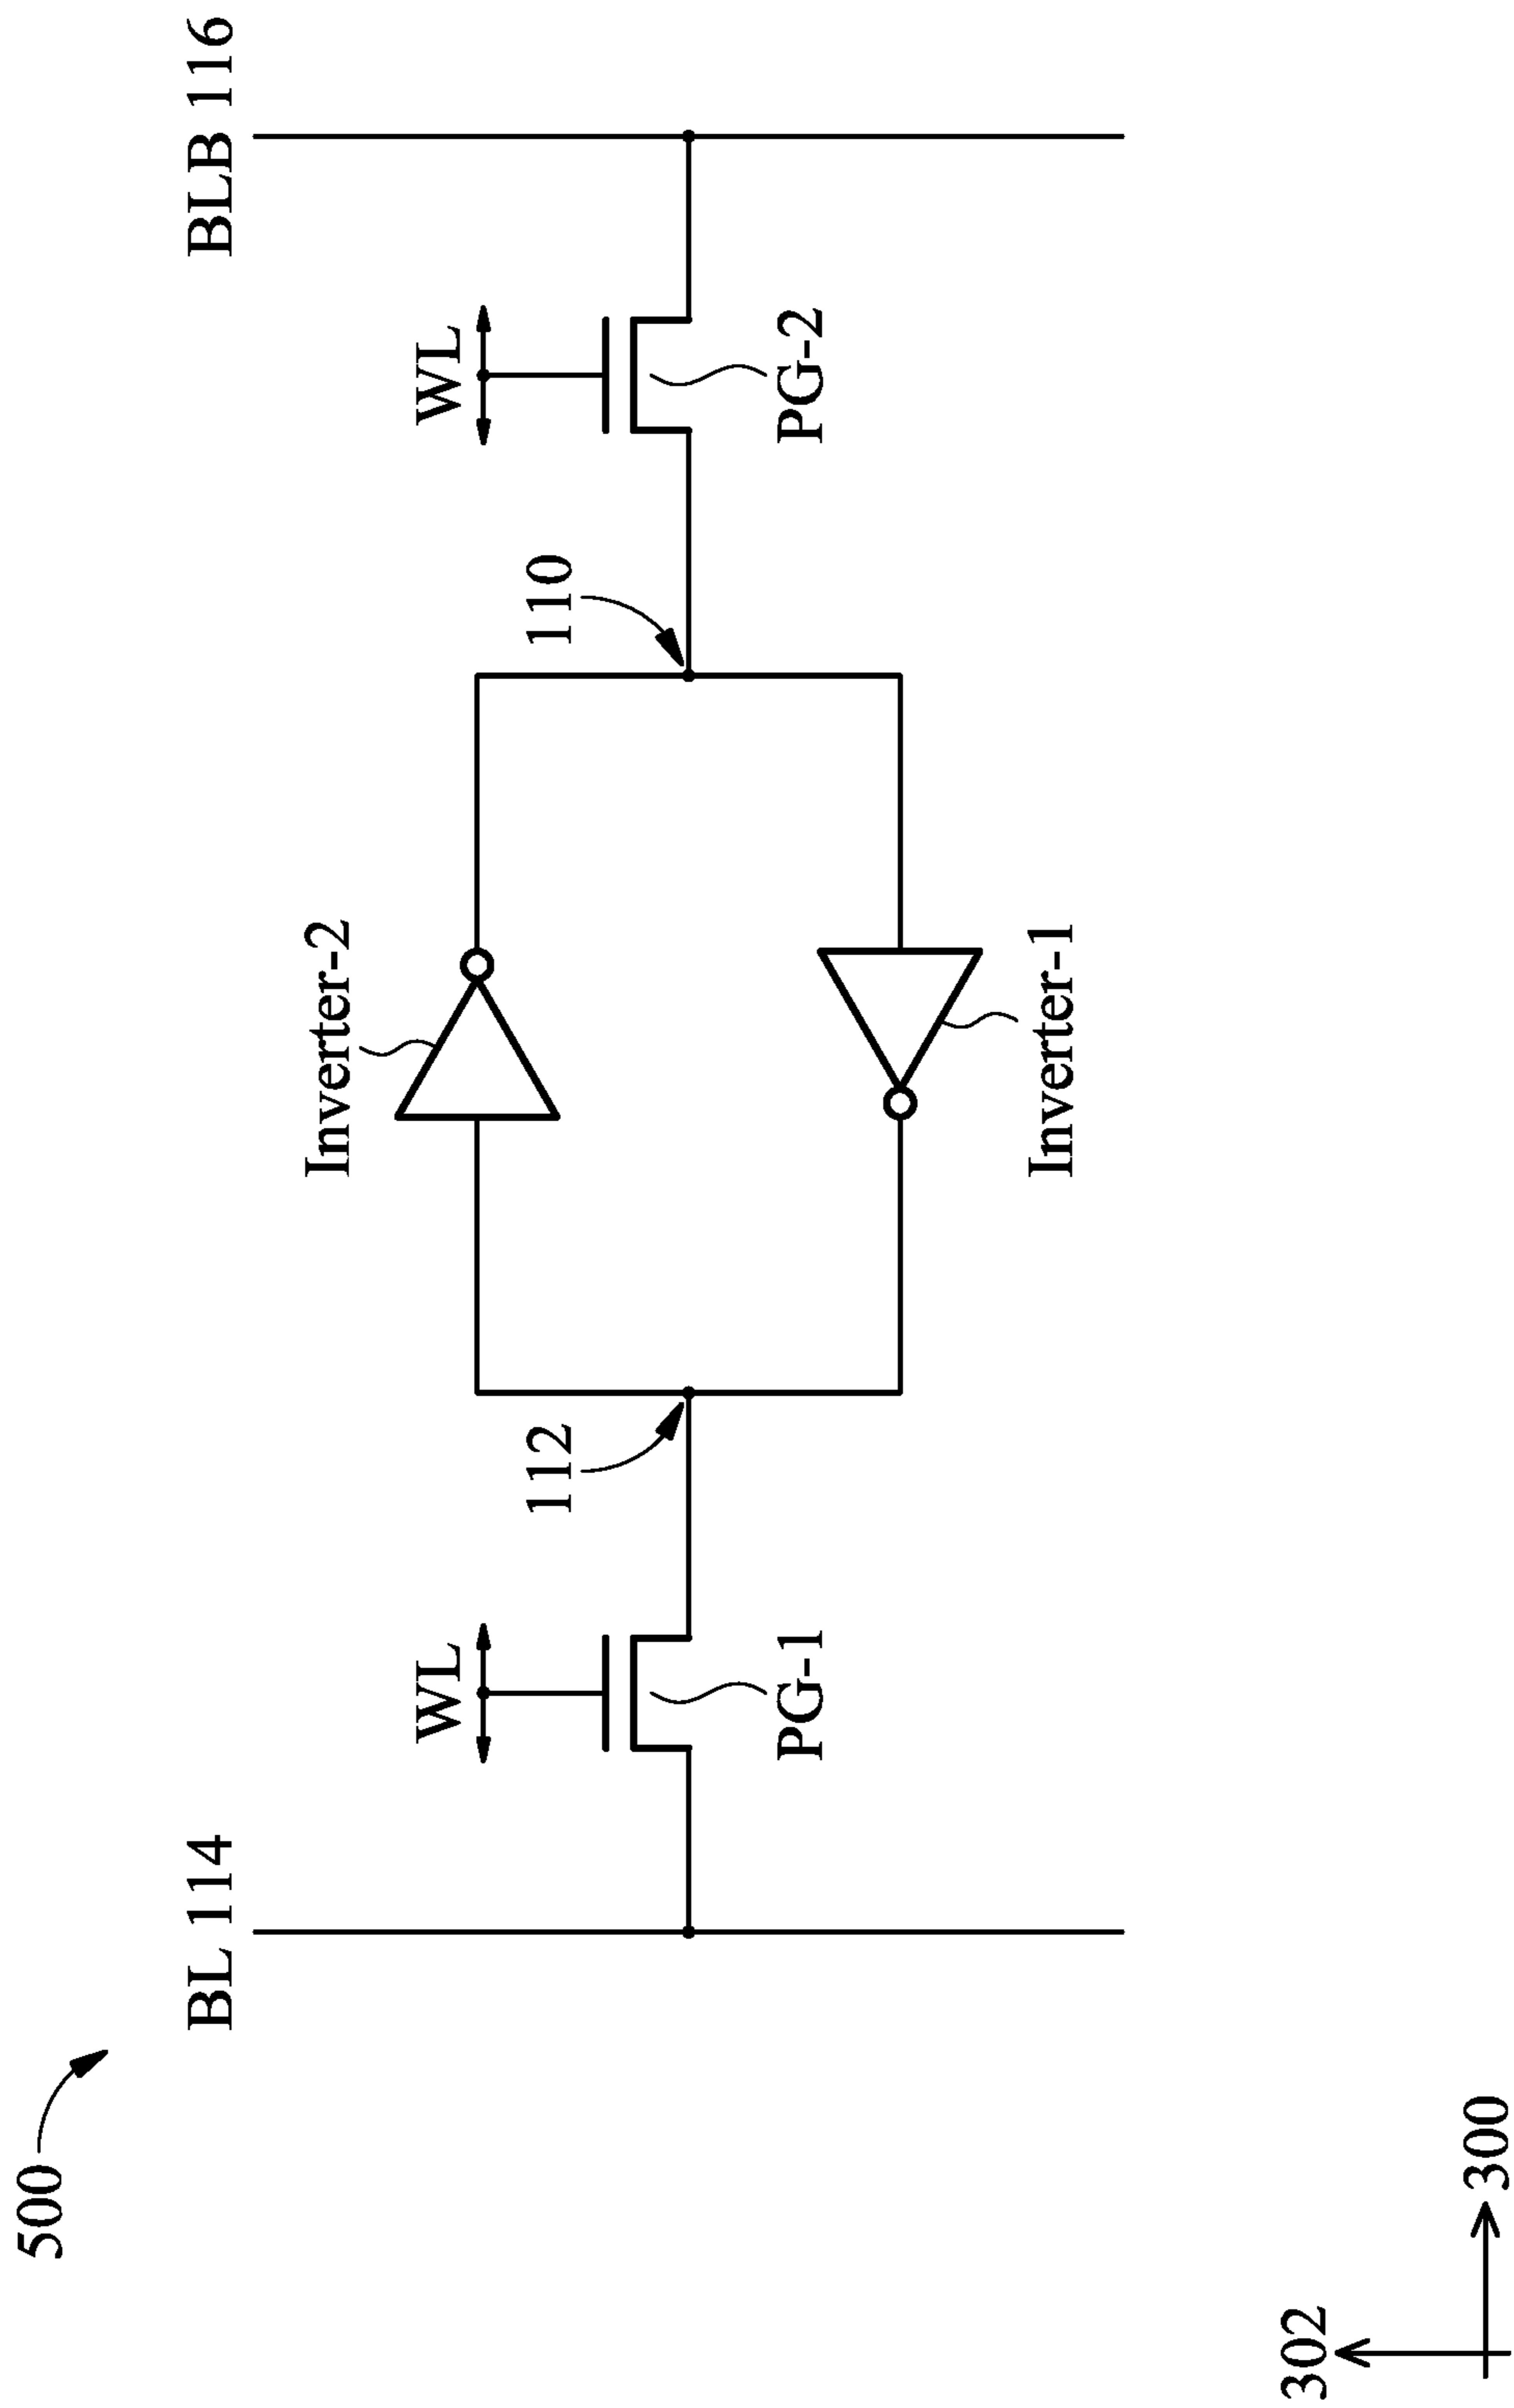 500
BL 114
BLB 116
WL
WL
Inverter-2
112
110
PG-1
PG-2
Inverter-1
302
300